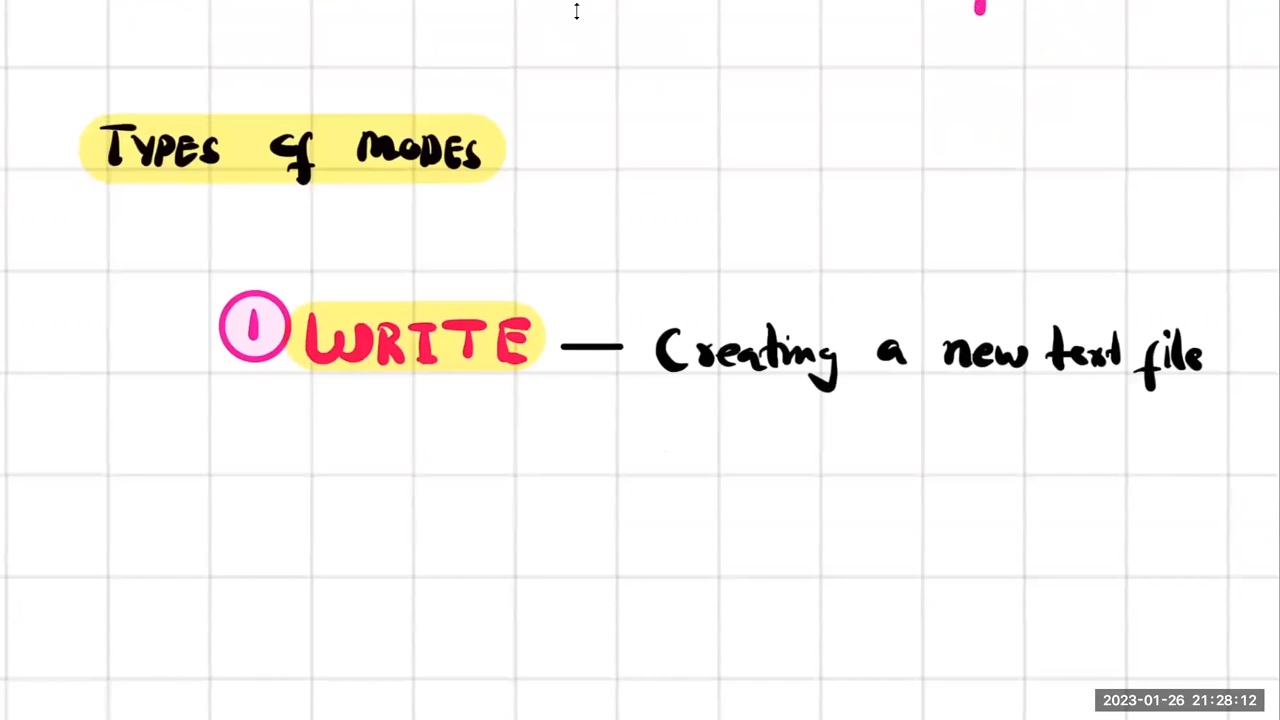 TYPES of MODES
1 WRITE — Creating a new text file
2023-01-26 21:28:12